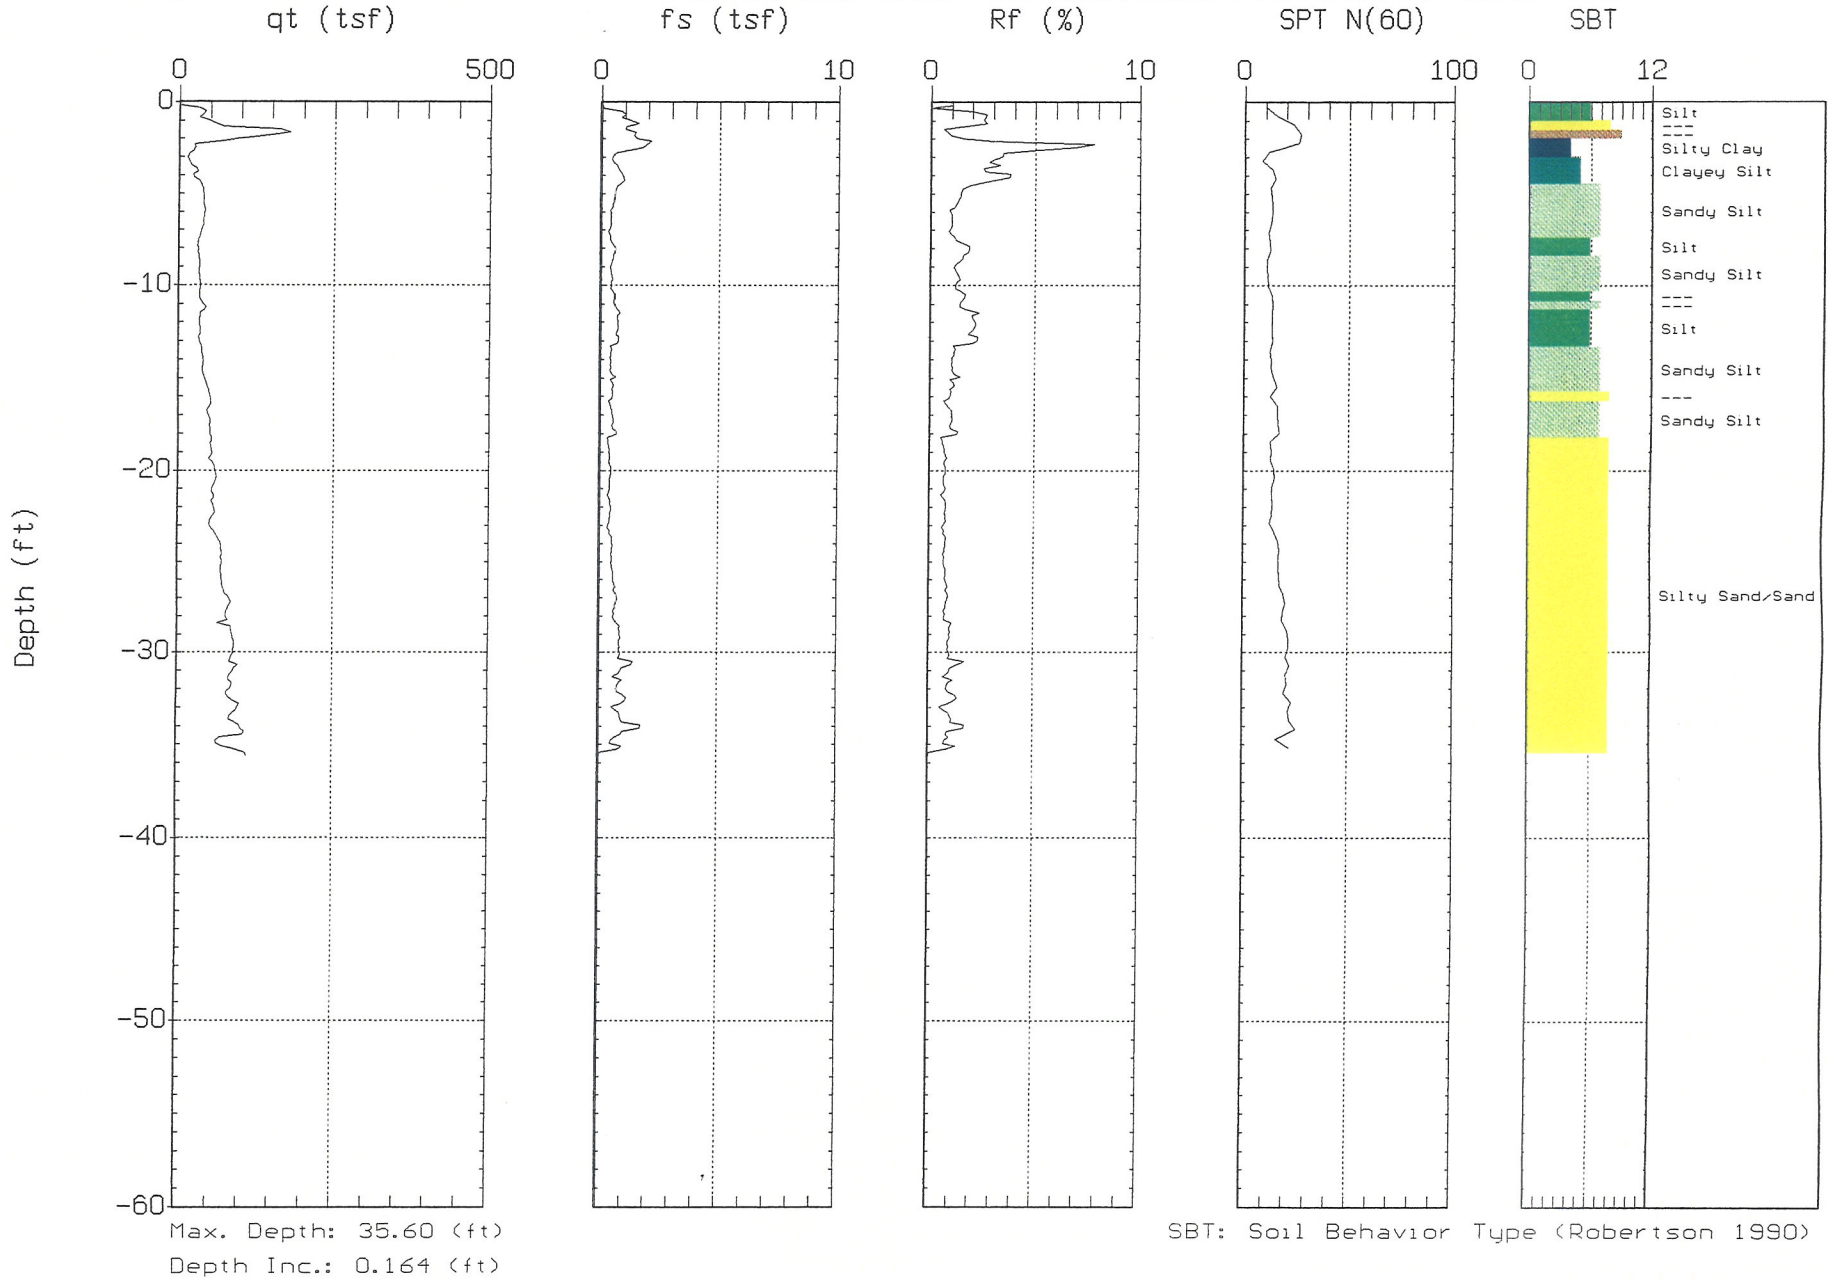 qt (tsf) fs (tsf) Rf (%) SPT N(60) SBT
0 500 0 10 0 10 0 100 0 12
0
Silt
---
---
Silty Clay
Clayey Silt
Sandy Silt
Silt
-10
Sandy Silt
---
---
Silt
Sandy Silt
---
Sandy Silt
-20
Depth (ft)
Silty Sand/Sand
-30
-40
-50
-60
Max. Depth: 35.60 (ft)
SBT: Soil Behavior Type (Robertson 1990)
Depth Inc.: 0.164 (ft)